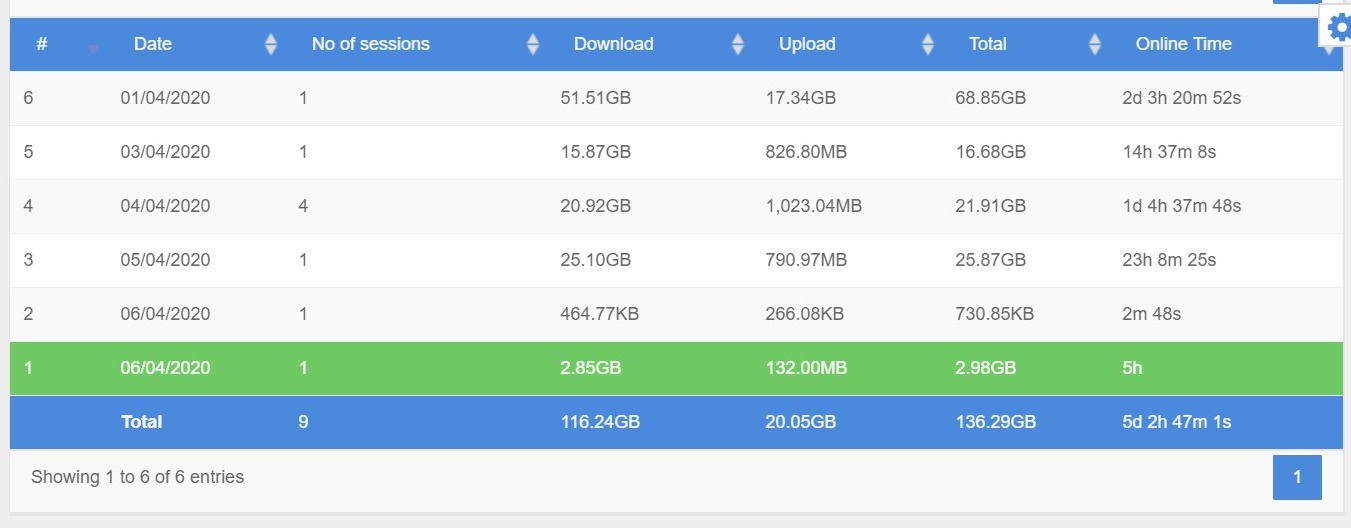 # Date No of sessions Download Upload Total Online Time
6 01/04/2020 1 51.51GB 17.34GB 68.85GB 2d 3h 20m 52s
5 03/04/2020 1 15.87GB 826.80MB 16.68GB 14h 37m 8s
4 04/04/2020 4 20.92GB 1,023.04MB 21.91GB 1d 4h 37m 48s
3 05/04/2020 1 25.10GB 790.97MB 25.87GB 23h 8m 25s
2 06/04/2020 1 464.77KB 266.08KB 730.85KB 2m 48s
1 06/04/2020 1 2.85GB 132.00MB 2.98GB 5h
Total 9 116.24GB 20.05GB 136.29GB 5d 2h 47m 1s
Showing 1 to 6 of 6 entries 1